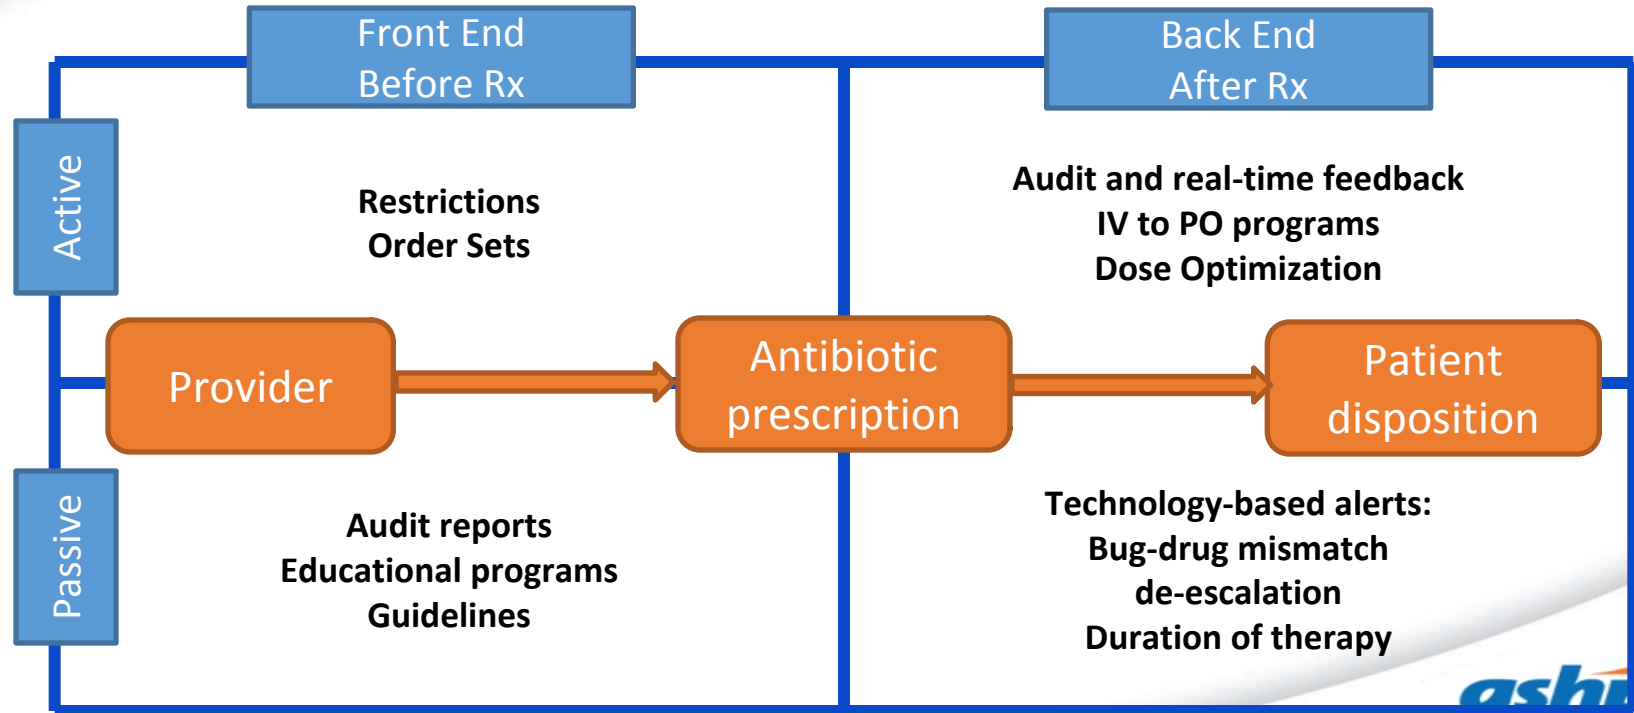 Front End
Before Rx
Back End
After Rx
Active
Restrictions
Order Sets
Audit and real-time feedback
IV to PO programs
Dose Optimization
Provider
Antibiotic
prescription
Patient
disposition
Passive
Audit reports
Educational programs
Guidelines
Technology-based alerts:
Bug-drug mismatch
de-escalation
Duration of therapy